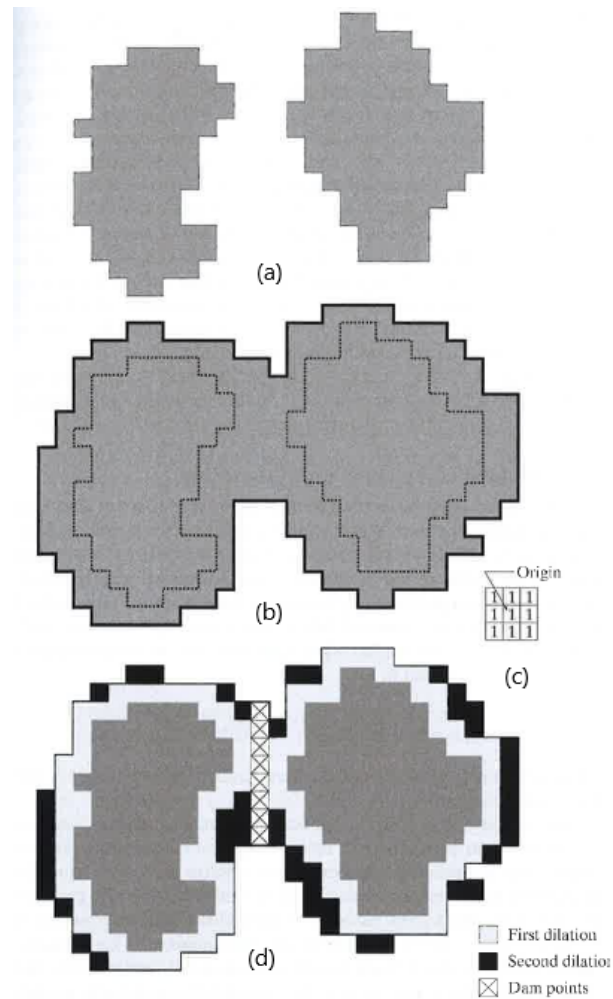 (a)
(b)
Origin
1 1 1
1 1 1
1 1 1
(c)
(d)
First dilation
Second dilation
Dam points